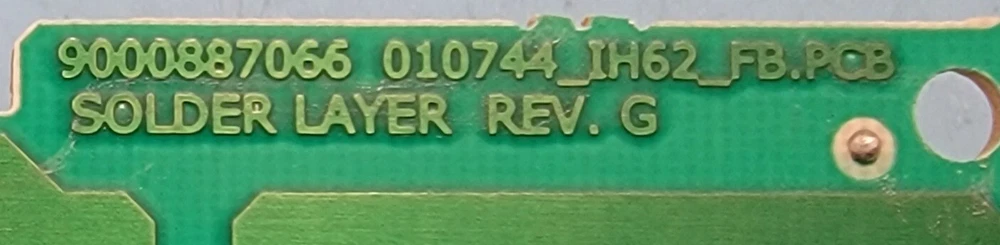 9000887066 010744_IH62_FB.PCB
SOLDER LAYER REV. G